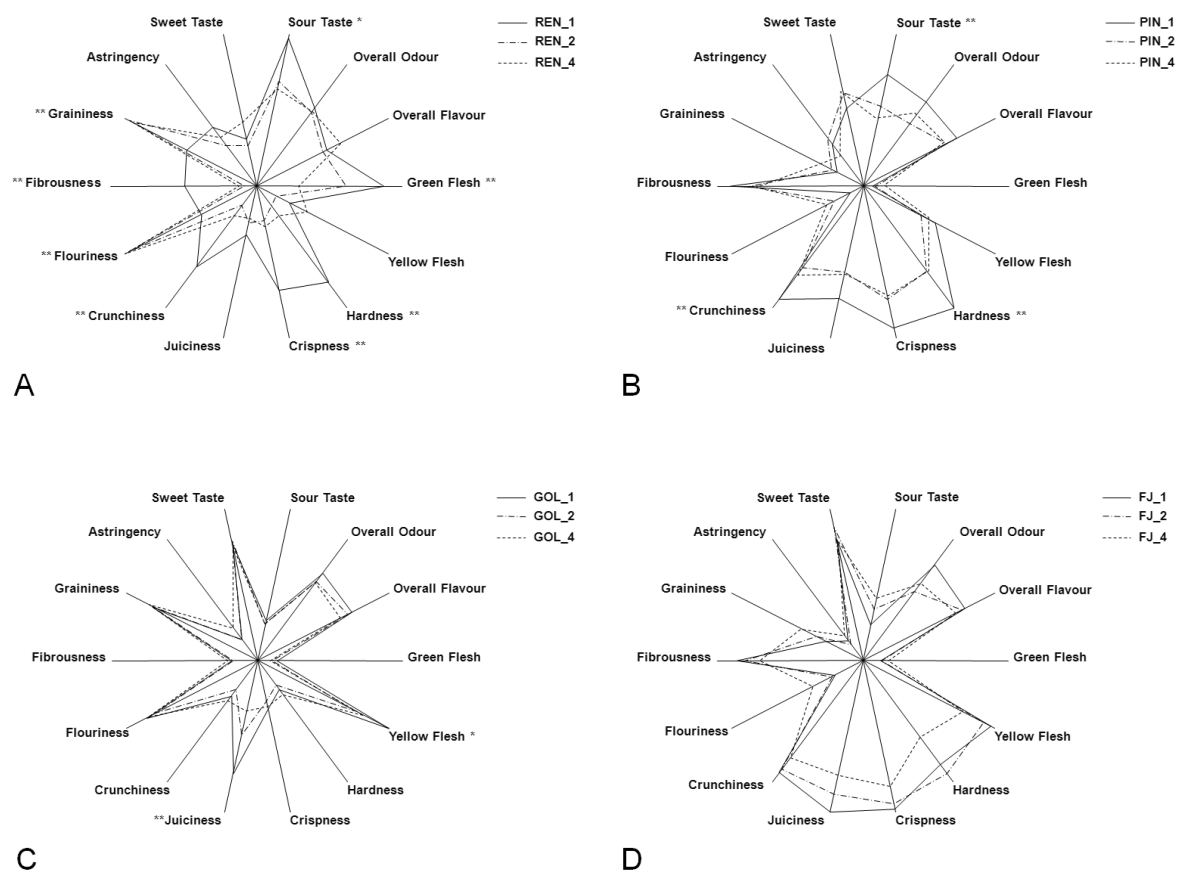 Sweet Taste
Sour Taste *
Astringency
Overall Odour
** Graininess
Overall Flavour
** Fibrousness
Green Flesh **
** Flouriness
Yellow Flesh
** Crunchiness
Hardness **
Juiciness
Crispness **
REN_1
REN_2
REN_4
A
Sweet Taste
Sour Taste **
Astringency
Overall Odour
Graininess
Overall Flavour
Fibrousness
Green Flesh
Flouriness
Yellow Flesh
** Crunchiness
Hardness **
Juiciness
Crispness
PIN_1
PIN_2
PIN_4
B
Sweet Taste
Sour Taste
Astringency
Overall Odour
Graininess
Overall Flavour
Fibrousness
Green Flesh
Flouriness
Yellow Flesh *
Crunchiness
Hardness
**Juiciness
Crispness
GOL_1
GOL_2
GOL_4
C
Sweet Taste
Sour Taste
Astringency
Overall Odour
Graininess
Overall Flavour
Fibrousness
Green Flesh
Flouriness
Yellow Flesh
Crunchiness
Hardness
Juiciness
Crispness
FJ_1
FJ_2
FJ_4
D